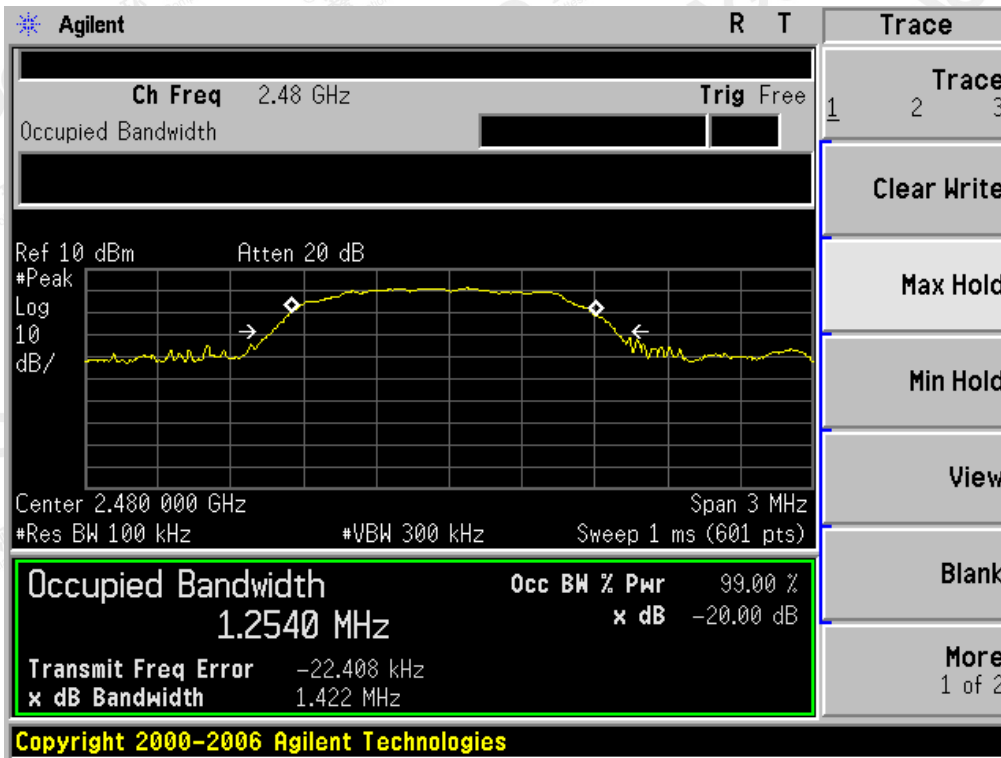 Agilent R T Trace
Ch Freq 2.48 GHz Trig Free
Occupied Bandwidth
Trace
1 2 3
Clear Write
Max Hold
Min Hold
View
Blank
More
1 of 2
Ref 10 dBm Atten 20 dB
#Peak
Log
10
dB/
Center 2.480 000 GHz Span 3 MHz
#Res BW 100 kHz #VBW 300 kHz Sweep 1 ms (601 pts)
Occupied Bandwidth Occ BW % Pwr 99.00 %
1.2540 MHz x dB -20.00 dB
Transmit Freq Error -22.408 kHz
x dB Bandwidth 1.422 MHz
Copyright 2000-2006 Agilent Technologies